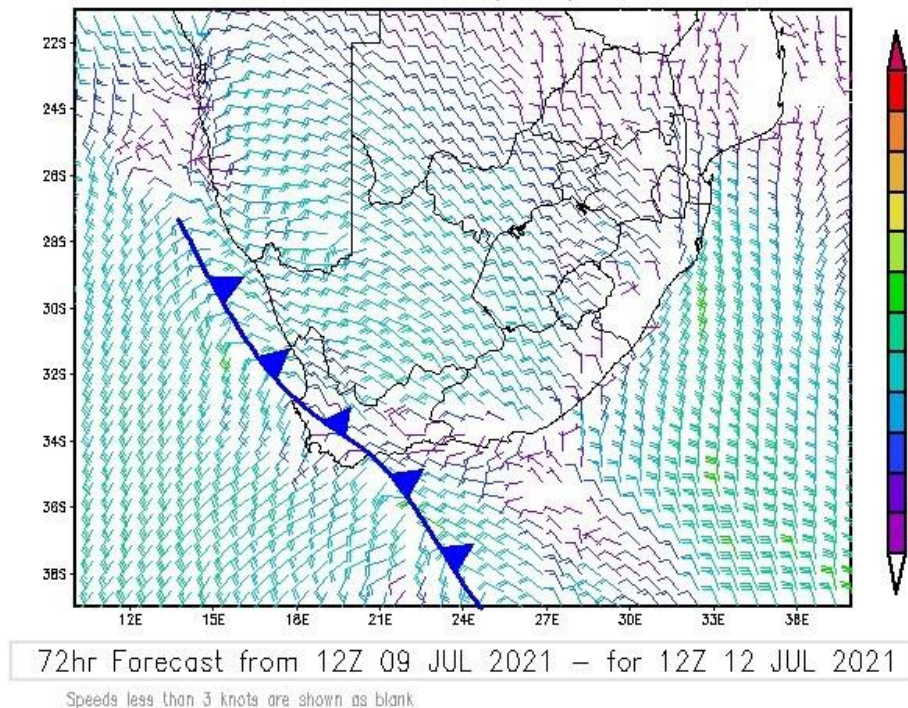 22S
24S
26S
28S
30S
32S
34S
36S
38S
12E 15E 18E 21E 24E 27E 30E 33E 36E
72hr Forecast from 12Z 09 JUL 2021 – for 12Z 12 JUL 2021
Speeds less than 3 knots are shown as blank